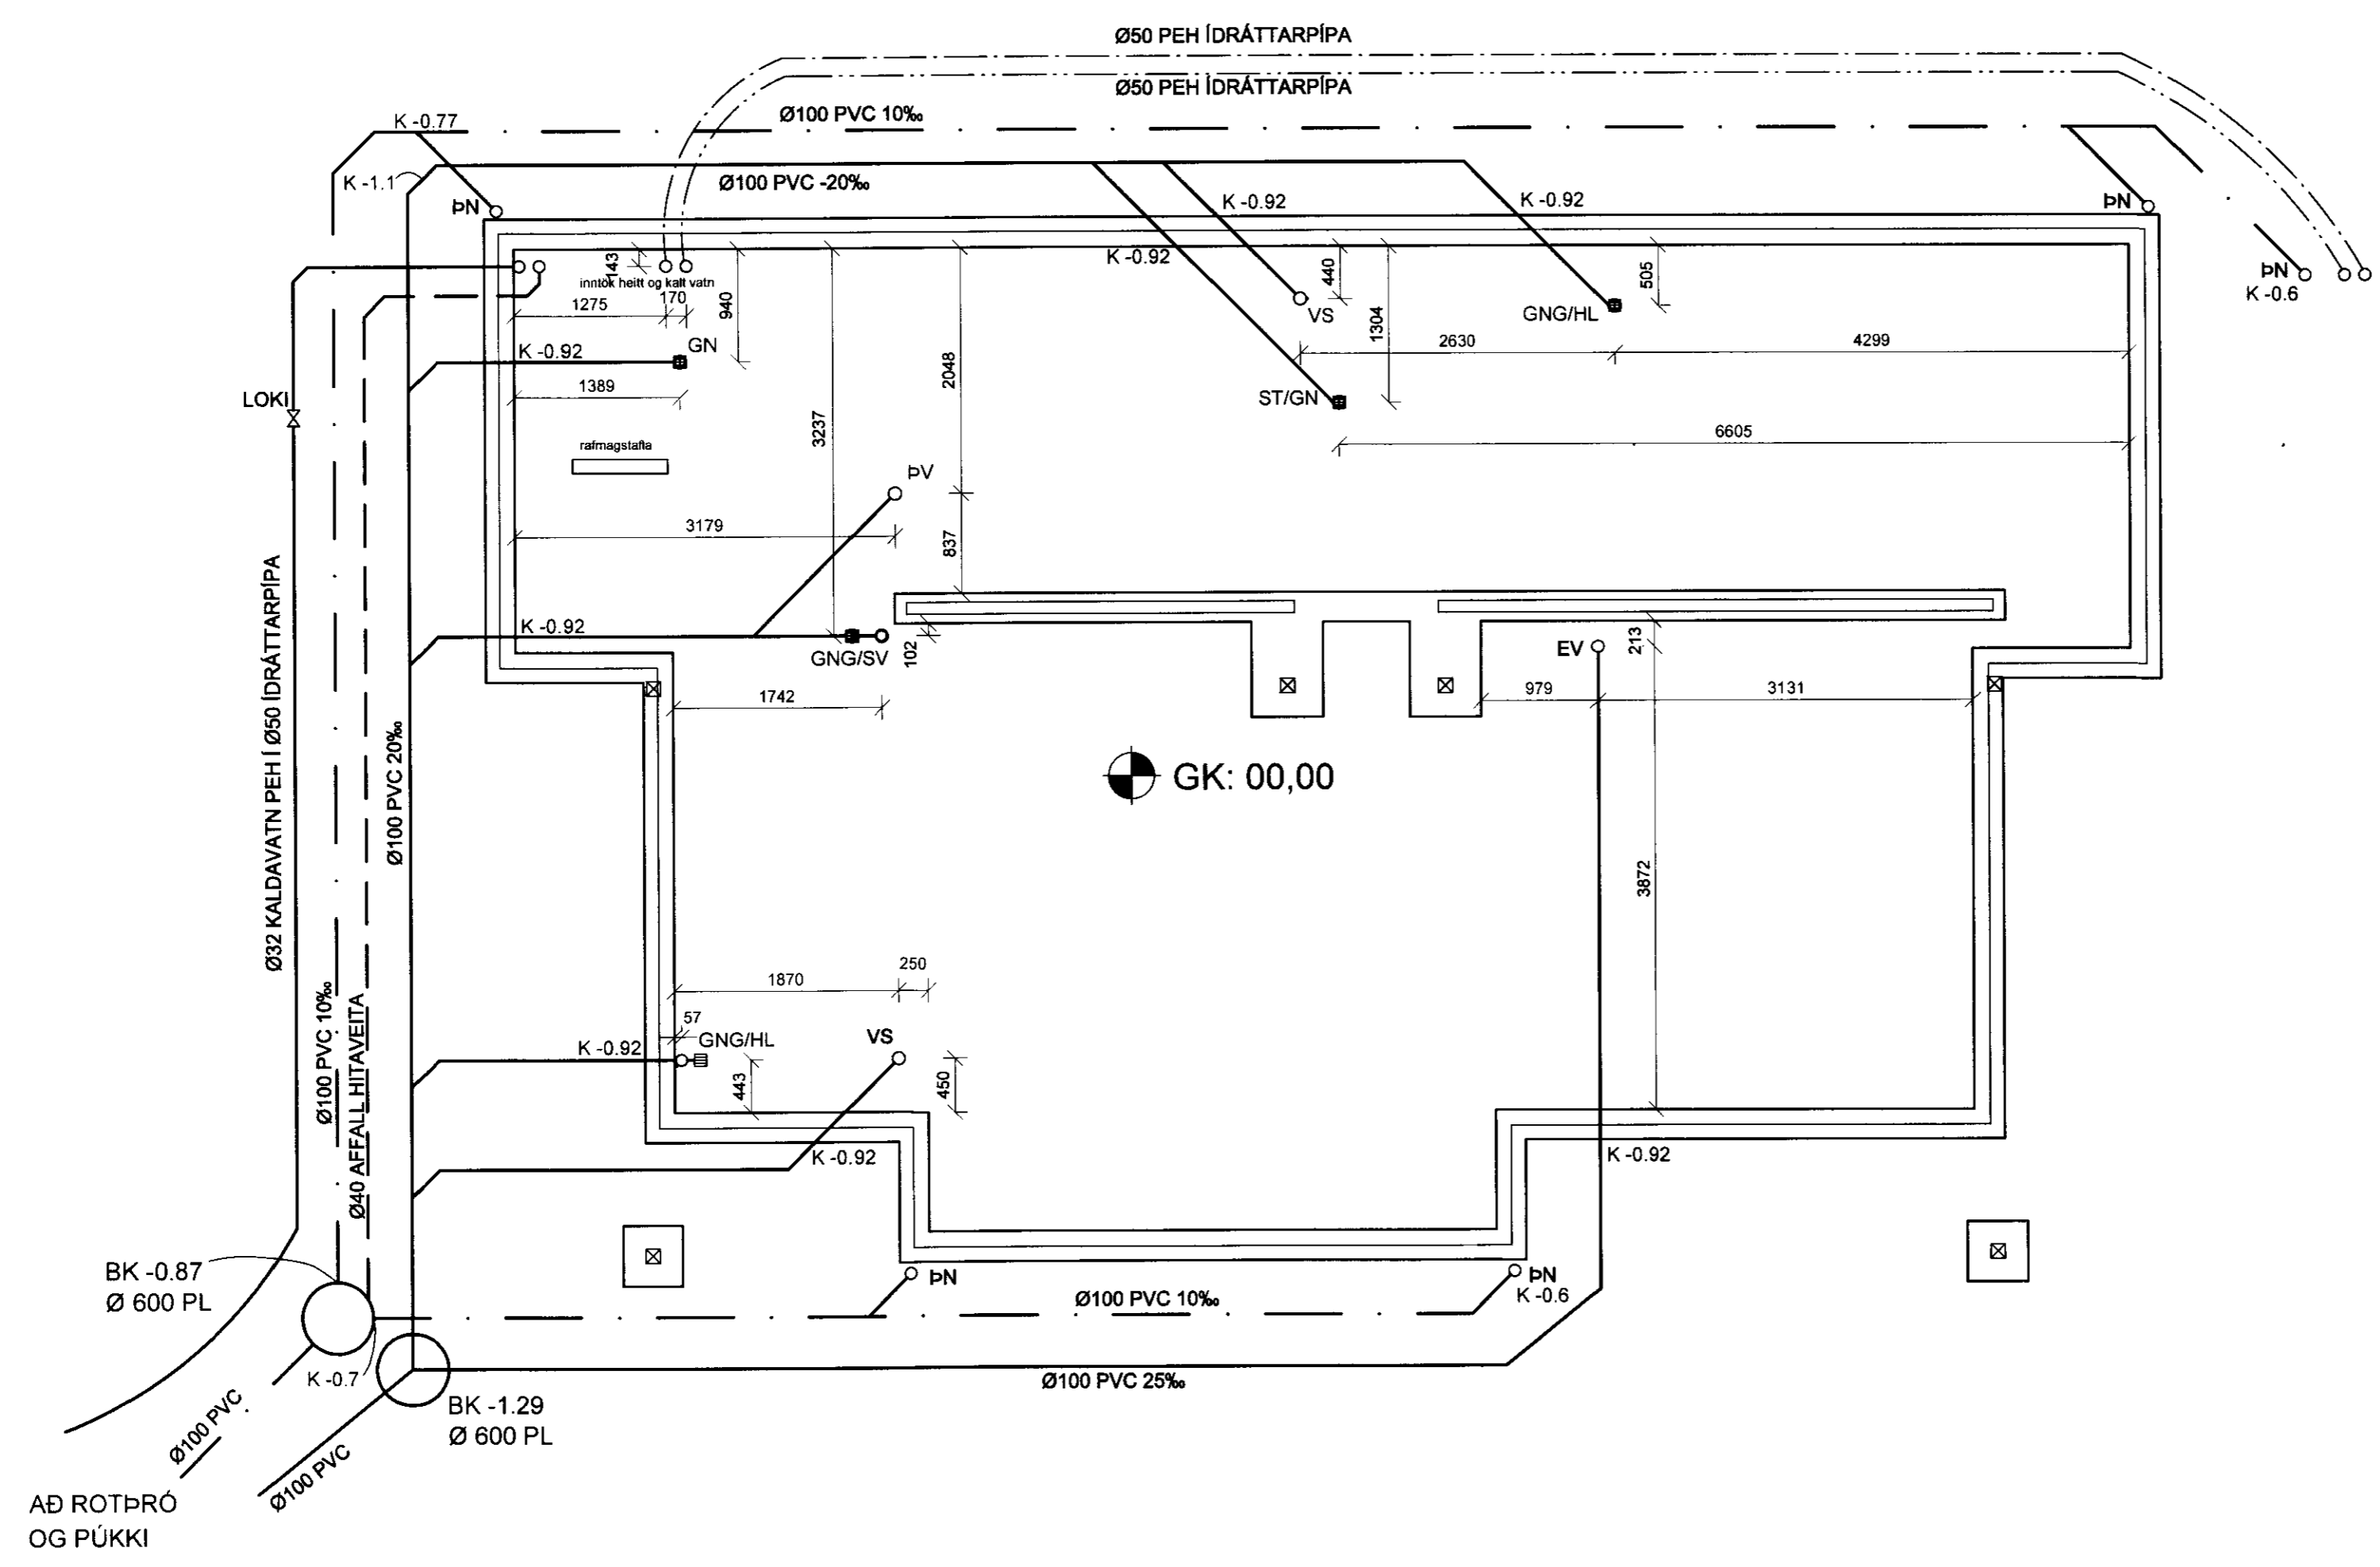 Ø50 PEH ÍDRÁTTARPÍPA
Ø50 PEH ÍDRÁTTARPÍPA
Ø100 PVC 10‰
K -0.77
K -1.1
Ø100 PVC -20‰
ÞN
K -0.92
K -0.92
ÞN
K -0.92
ÞN
K -0.6
143
inntök heitt og kalt vatn
1275
170
940
440
505
VS
GNG/HL
1304
K -0.92
GN
2630
4299
2048
1389
LOKI
ST/GN
3237
6605
rafmagstafla
ÞV
3179
837
K -0.92
GNG/SV
102
EV
213
1742
979
3131
Ø32 KALDAVATN PEH Í Ø50 ÍDRÁTTARPÍPA
Ø100 PVC 20‰
GK: 00,00
3872
250
1870
57
K -0.92
GNG/HL
VS
443
450
Ø100 PVC 10‰
Ø40 AFFALL HITAVEITA
K -0.92
K -0.92
BK -0.87
Ø 600 PL
ÞN
ÞN
K -0.6
Ø100 PVC 10‰
K -0.7
Ø100 PVC 25‰
BK -1.29
Ø 600 PL
Ø100 PVC
Ø100 PVC
AÐ ROTÞRÓ
OG PÚKKI